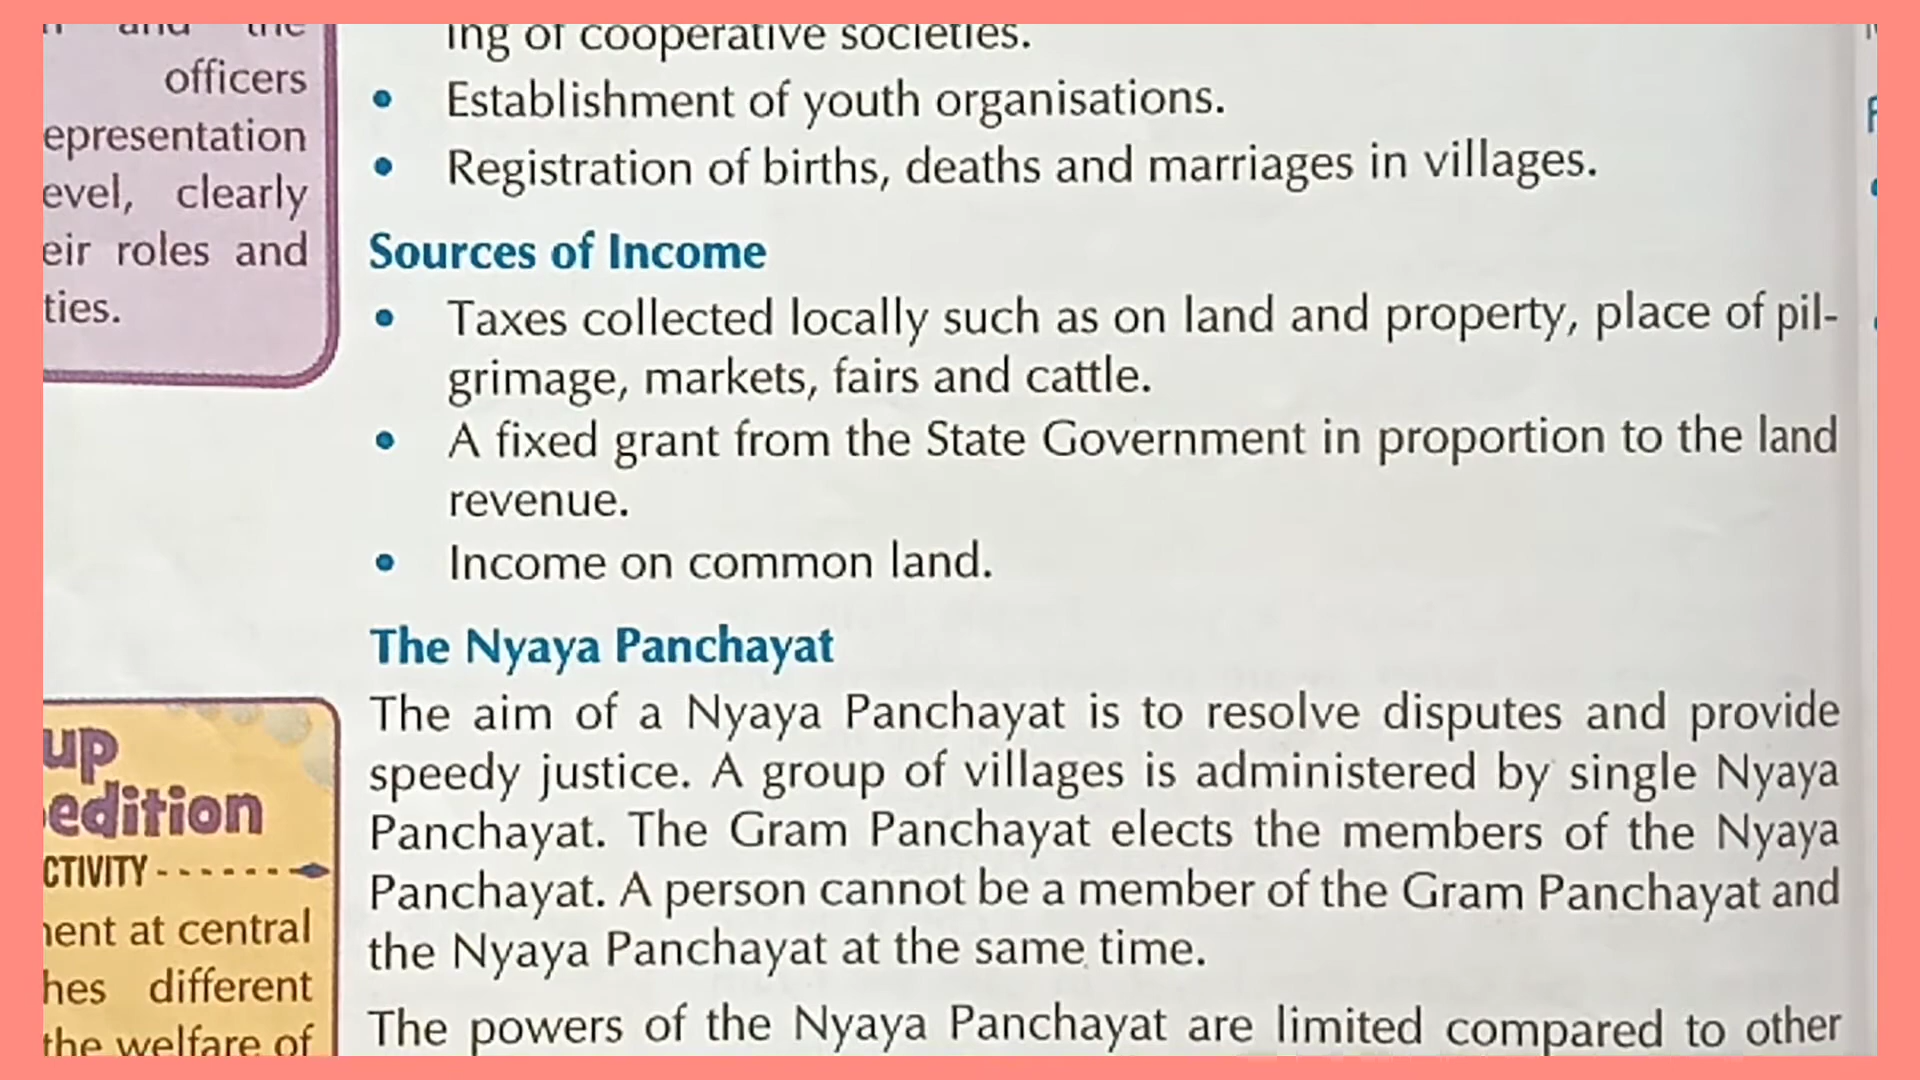 officers
epresentation
evel, clearly
eir roles and
ties.
ing of cooperative societies.
• Establishment of youth organisations.
• Registration of births, deaths and marriages in villages.
Sources of Income
• Taxes collected locally such as on land and property, place of pil-
grimage, markets, fairs and cattle.
• A fixed grant from the State Government in proportion to the land
revenue.
• Income on common land.
The Nyaya Panchayat
The aim of a Nyaya Panchayat is to resolve disputes and provide
speedy justice. A group of villages is administered by single Nyaya
Panchayat. The Gram Panchayat elects the members of the Nyaya
Panchayat. A person cannot be a member of the Gram Panchayat and
the Nyaya Panchayat at the same time.
The powers of the Nyaya Panchayat are limited compared to other
up
edition
CTIVITY
ent at central
hes different
the welfare of